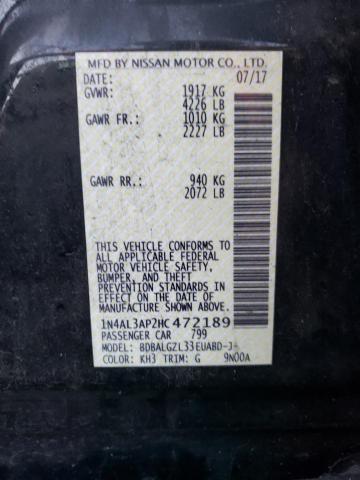 MFD BY NISSAN MOTOR CO., LTD.
DATE: 07/17
GVWR: 1917 KG
4226 LB
GAWR FR.: 1010 KG
2227 LB
GAWR RR.: 940 KG
2072 LB
THIS VEHICLE CONFORMS TO
ALL APPLICABLE FEDERAL
MOTOR VEHICLE SAFETY,
BUMPER, AND THEFT
PREVENTION STANDARDS IN
EFFECT ON THE DATE OF
MANUFACTURE SHOWN ABOVE.
1N4AL3AP2HC472189
PASSENGER CAR 799
MODEL: BDBALGZL33EUABD-J-
COLOR: KH3 TRIM: G 9N00A